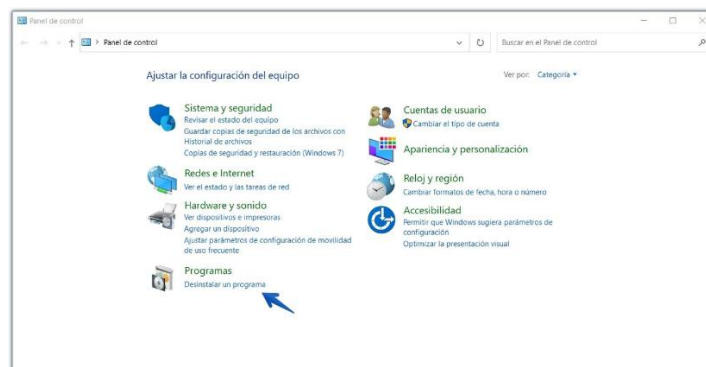 Panel de control
Panel de control
Buscar en el Panel de control
Ajustar la configuración del equipo
Ver por: Categoría
Sistema y seguridad
Revisar el estado del equipo
Guardar copias de seguridad de los archivos con
Historial de archivos
Copias de seguridad y restauración (Windows 7)
Redes e Internet
Ver el estado y las tareas de red
Hardware y sonido
Ver dispositivos e impresoras
Agregar un dispositivo
Ajustar parámetros de configuración de movilidad
de uso frecuente
Programas
Desinstalar un programa
Cuentas de usuario
Cambiar el tipo de cuenta
Apariencia y personalización
Reloj y región
Cambiar formatos de fecha, hora o número
Accesibilidad
Permitir que Windows sugiera parámetros de
configuración
Optimizar la presentación visual